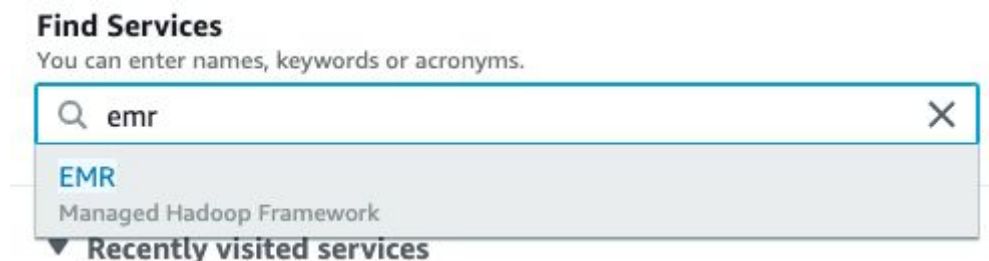 Find Services
You can enter names, keywords or acronyms.
emr
EMR
Managed Hadoop Framework
Recently visited services